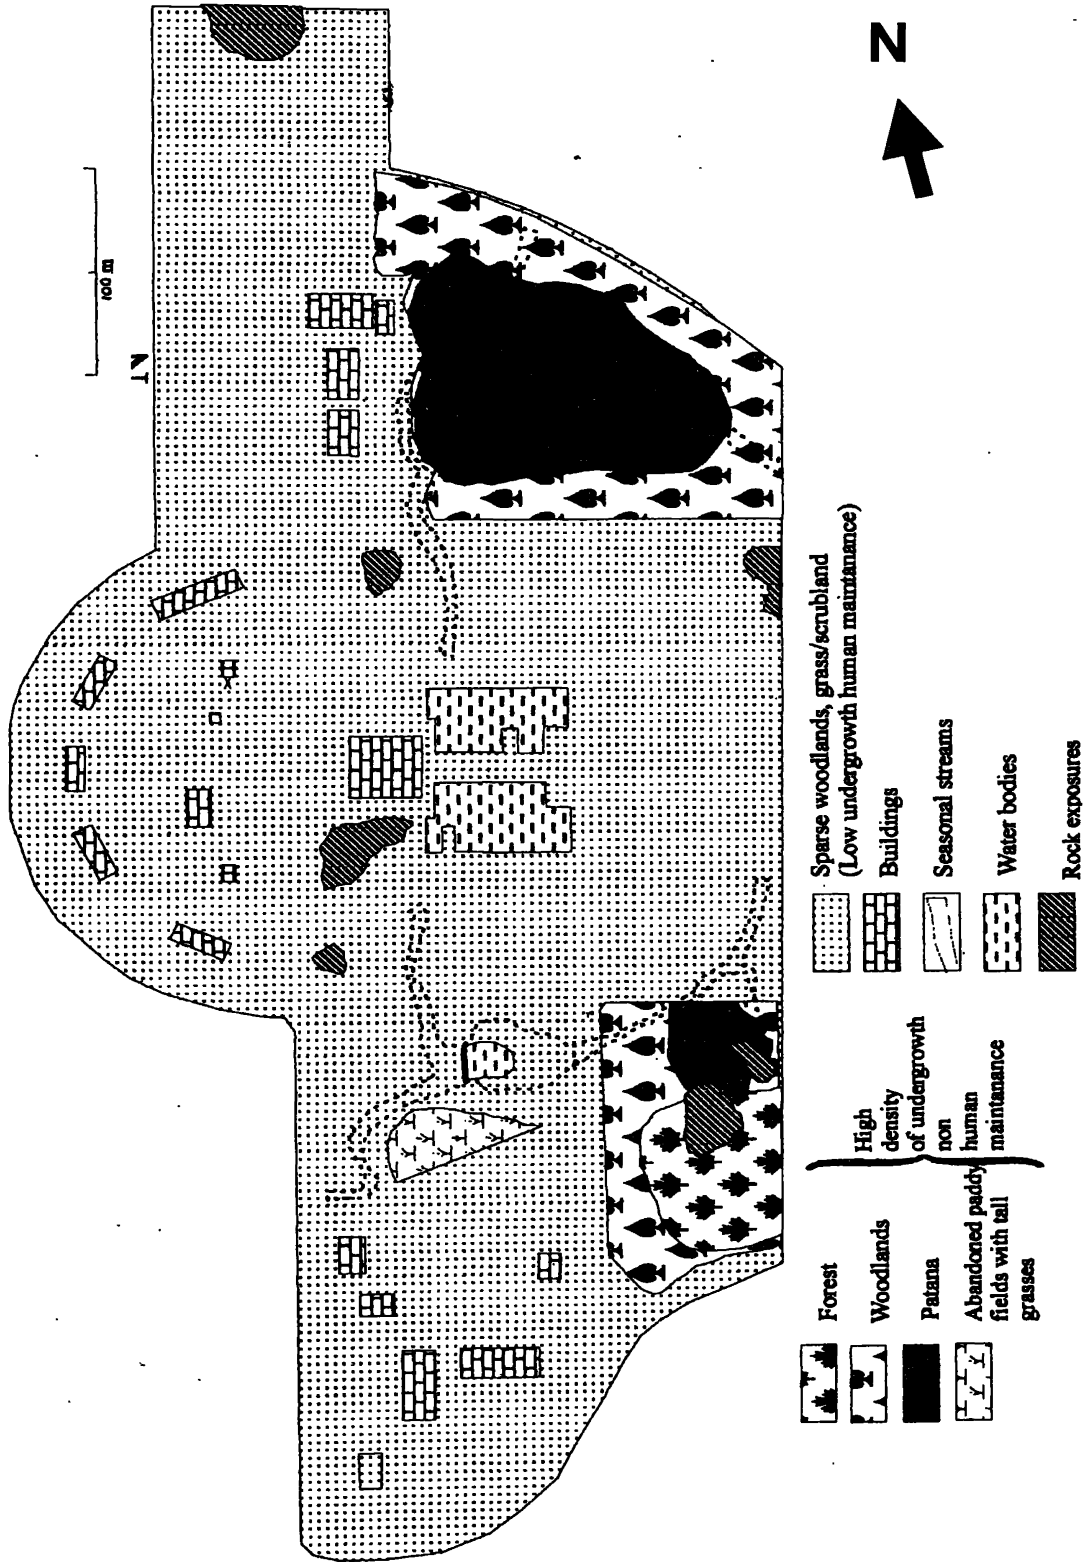 N
100 m
Forest
Woodlands
Patana
Abandoned paddy
fields with tall
grasses
High
density
of undergrowth
non
human
maintanance
Sparse woodlands, grass/scrubland
(Low undergrowth human maintanance)
Buildings
Seasonal streams
Water bodies
Rock exposures